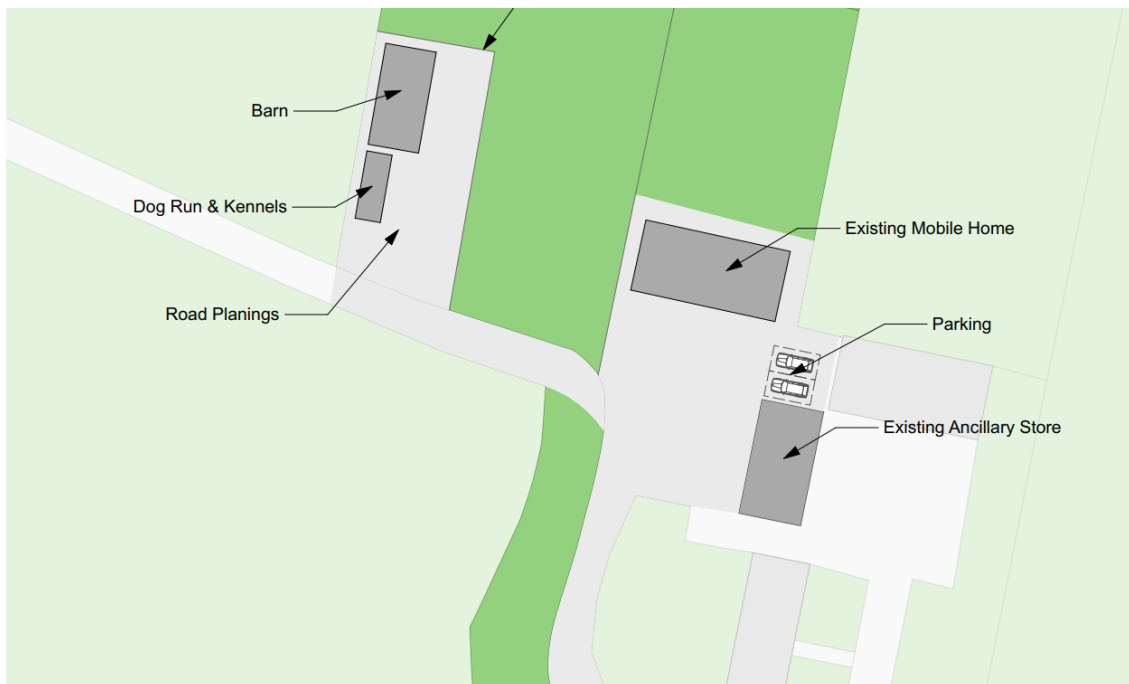 Barn
Dog Run & Kennels
Existing Mobile Home
Road Planings
Parking
Existing Ancillary Store